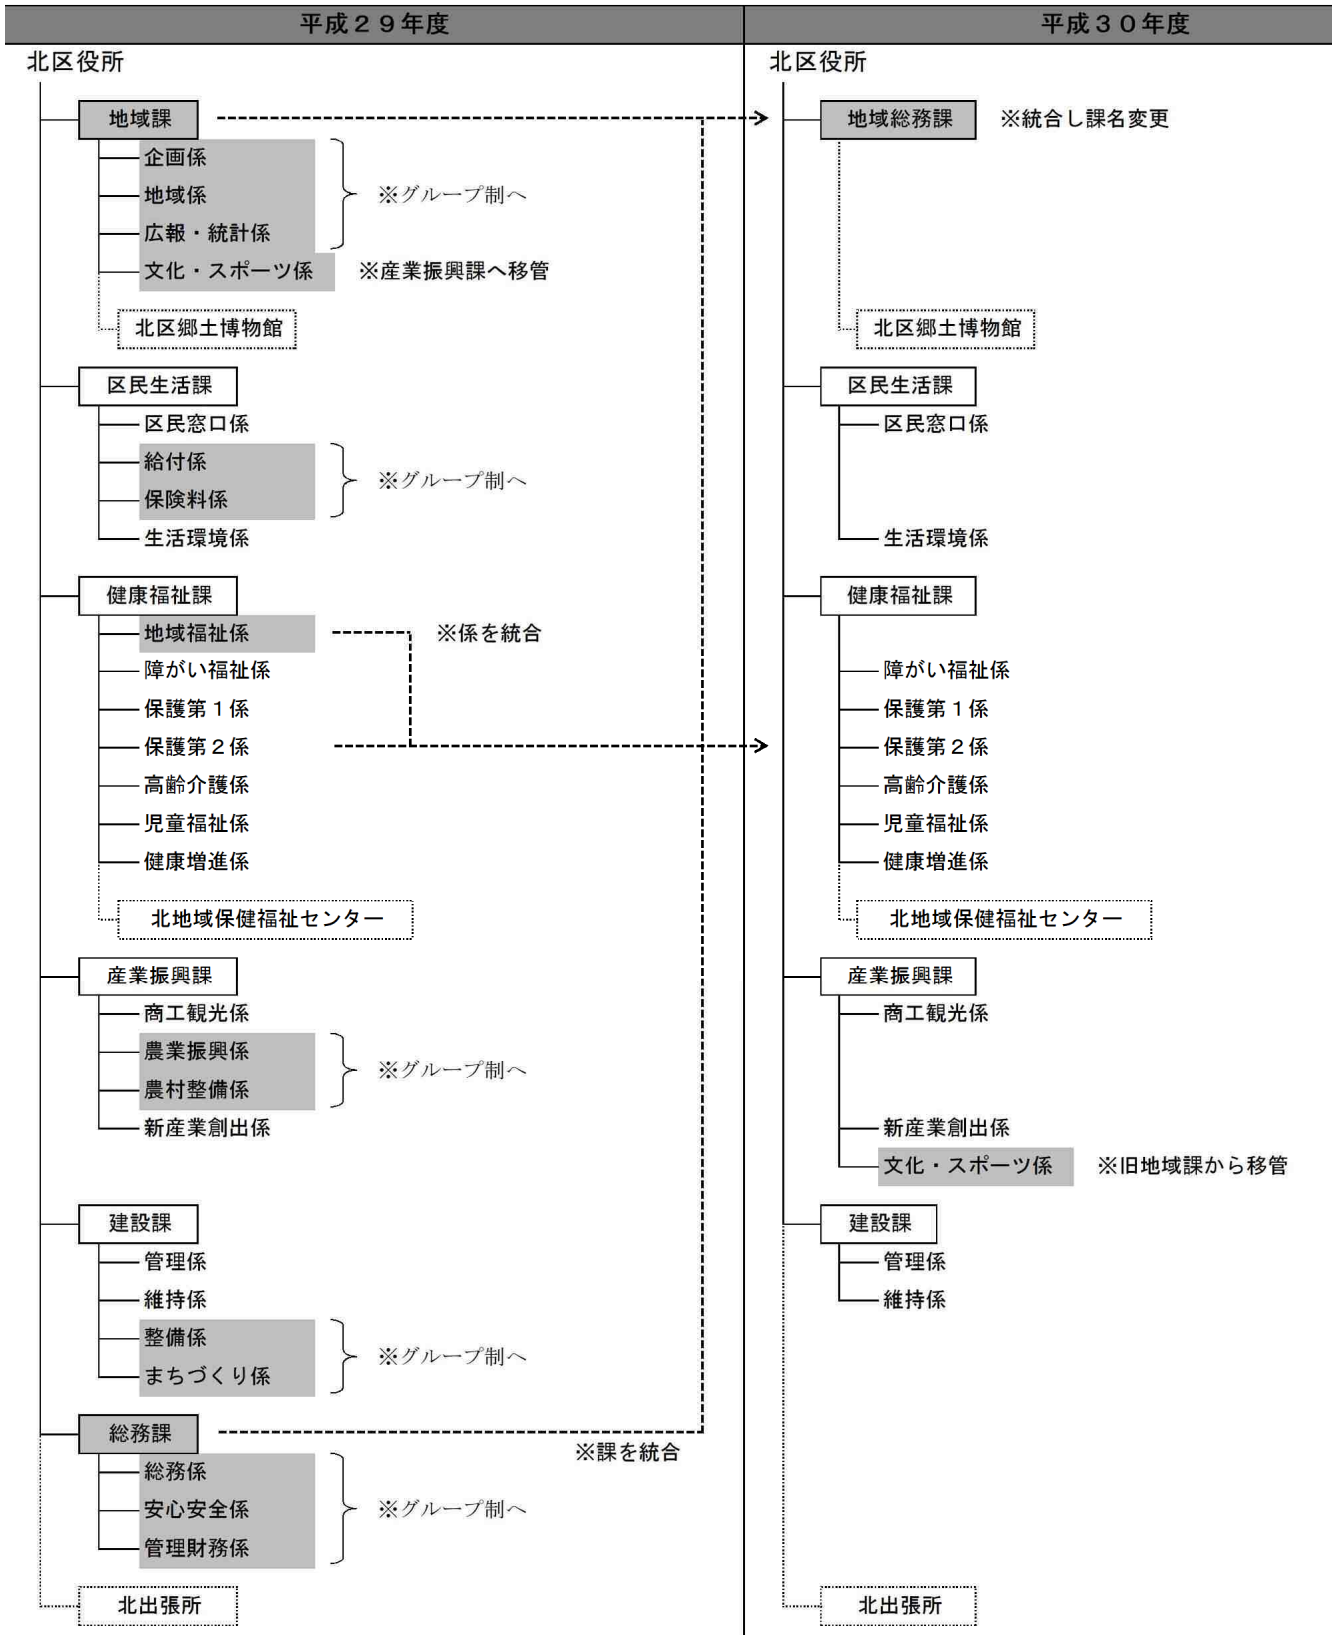 平成２９年度
北区役所
地域課
企画係
地域係
※グループ制へ
広報・統計係
文化・スポーツ係 ※産業振興課へ移管
北区郷土博物館
区民生活課
区民窓口係
給付係
※グループ制へ
保険料係
生活環境係
健康福祉課
地域福祉係 ※係を統合
障がい福祉係
保護第１係
保護第２係
高齢介護係
児童福祉係
健康増進係
北地域保健福祉センター
産業振興課
商工観光係
農業振興係
※グループ制へ
農村整備係
新産業創出係
建設課
管理係
維持係
整備係
※グループ制へ
まちづくり係
総務課
※課を統合
総務係
安心安全係 ※グループ制へ
管理財務係
北出張所
平成３０年度
北区役所
地域総務課 ※統合し課名変更
北区郷土博物館
区民生活課
区民窓口係
生活環境係
健康福祉課
障がい福祉係
保護第１係
保護第２係
高齢介護係
児童福祉係
健康増進係
北地域保健福祉センター
産業振興課
商工観光係
新産業創出係
文化・スポーツ係 ※旧地域課から移管
建設課
管理係
維持係
北出張所